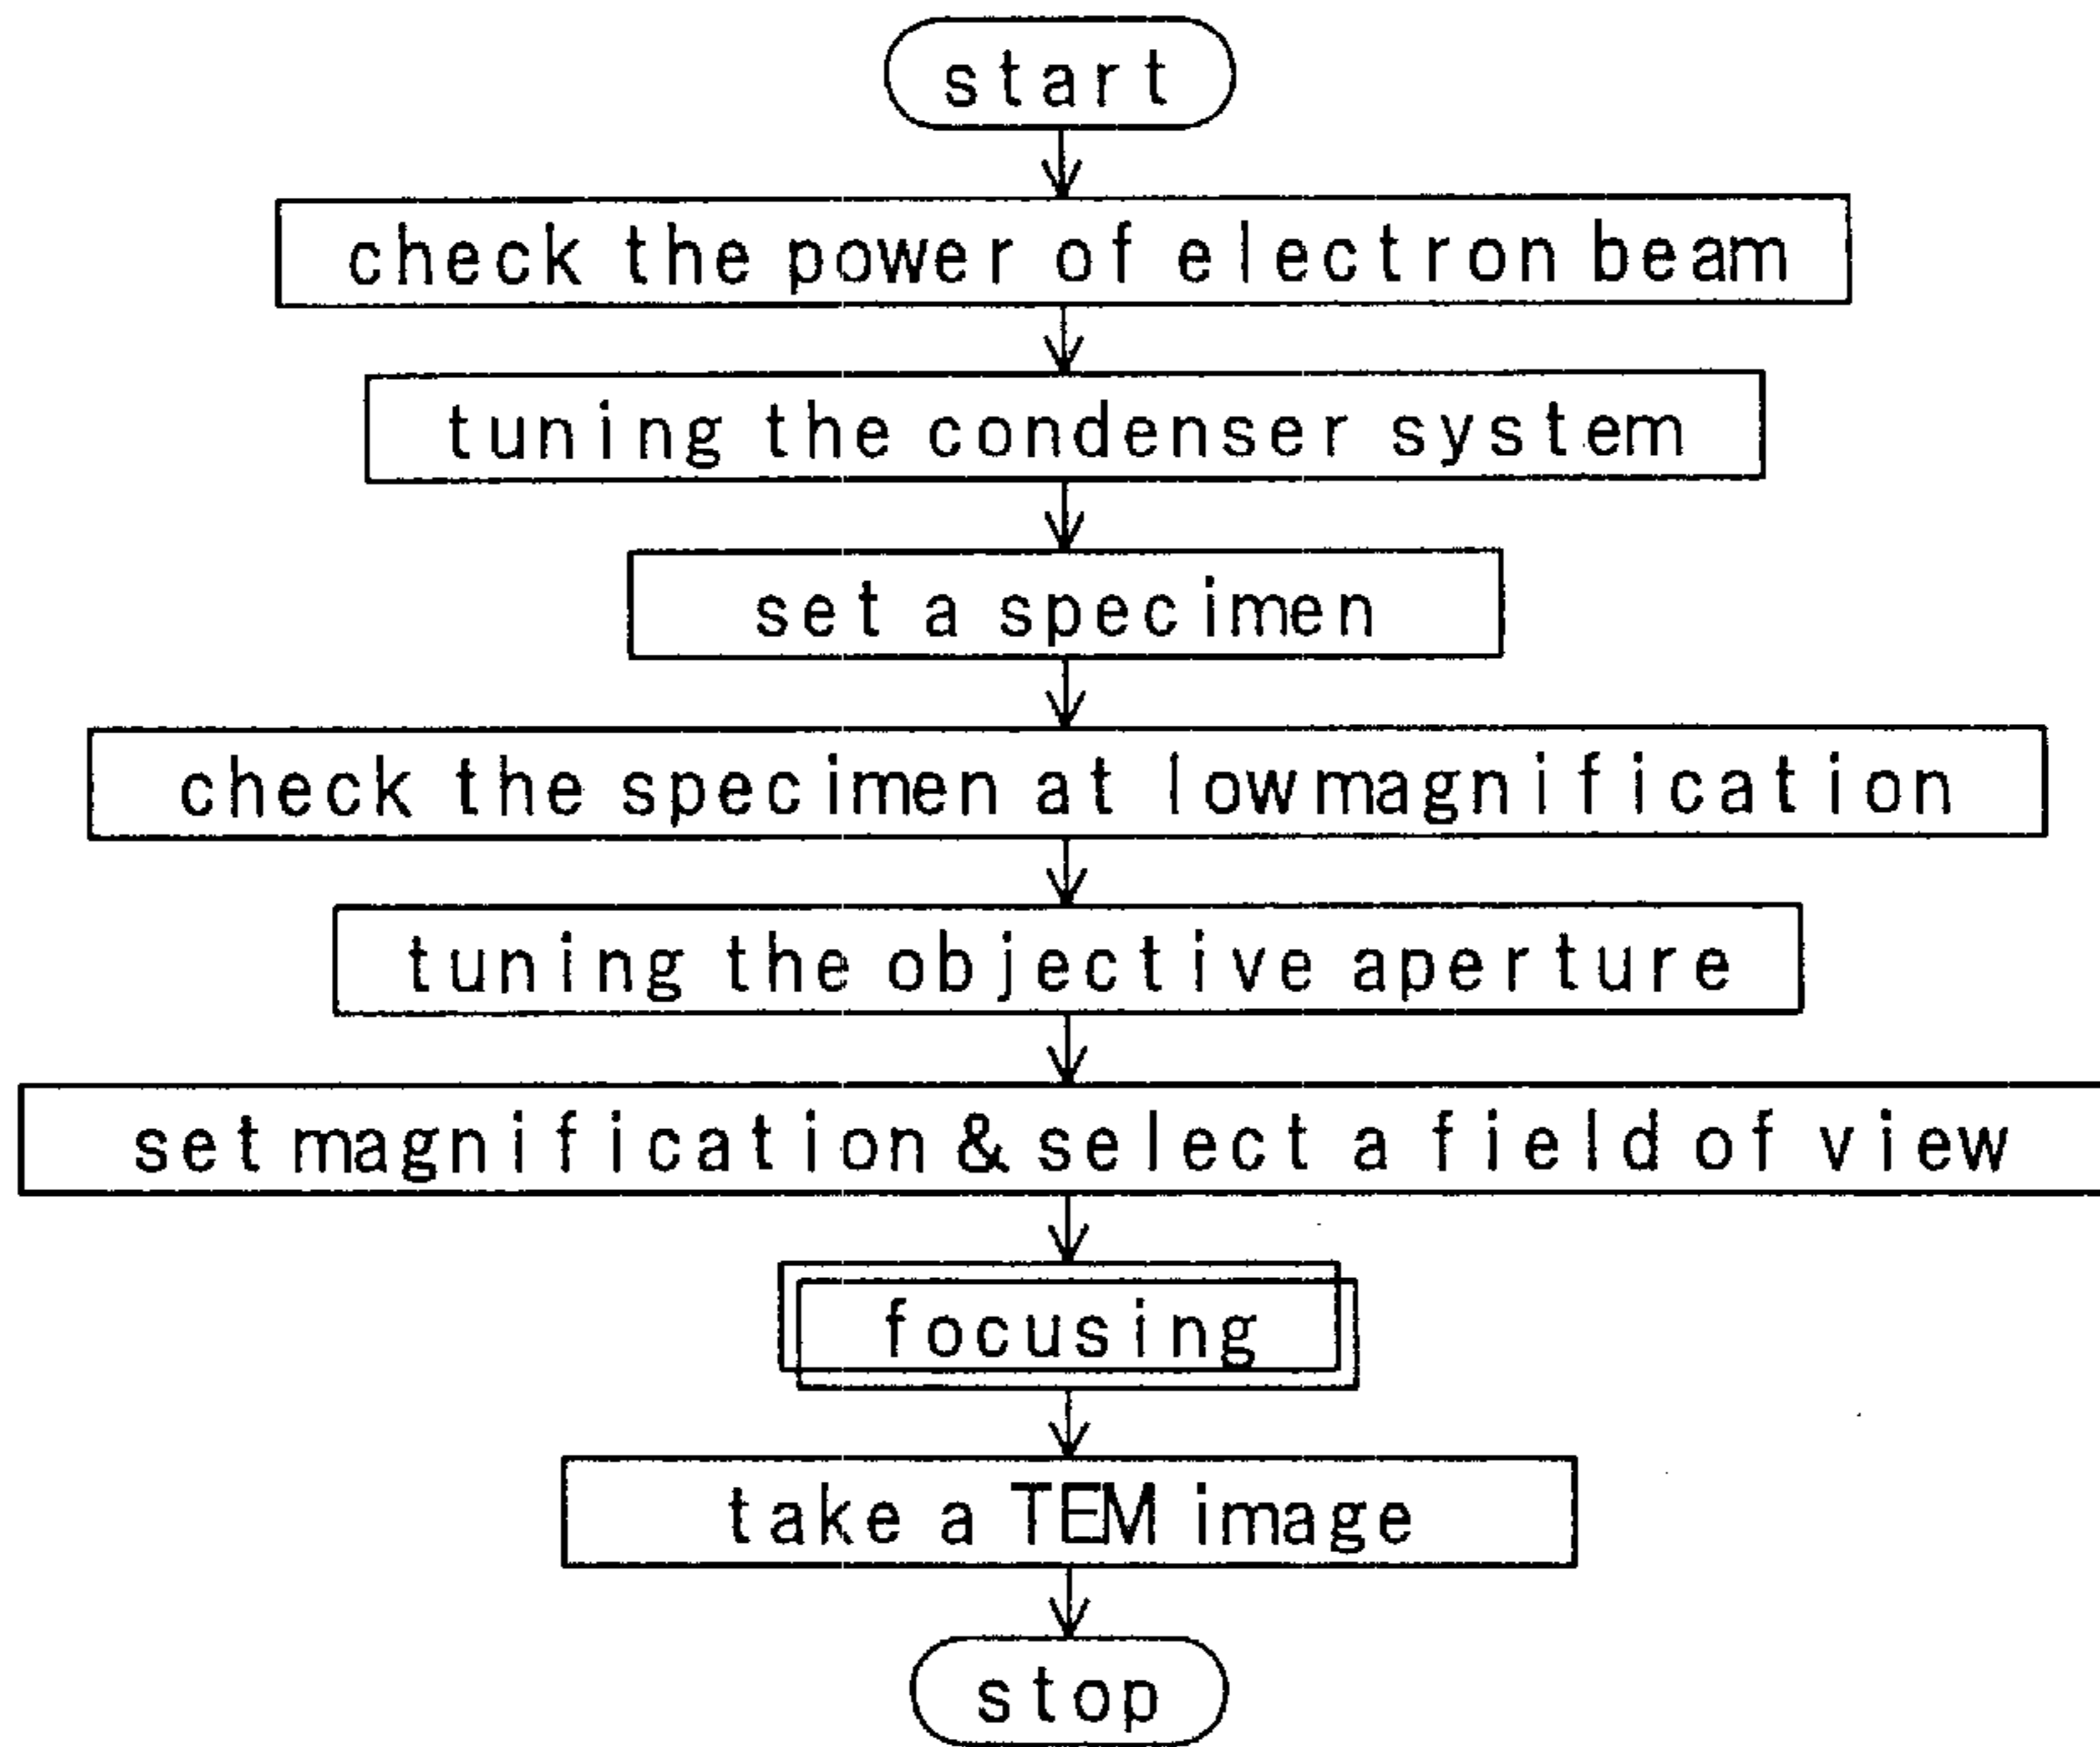 start
check the power of electron beam
tuning the condenser system
set a specimen
check the specimen at low magnification
tuning the objective aperture
set magnification & select a field of view
focusing
take a TEM image
stop